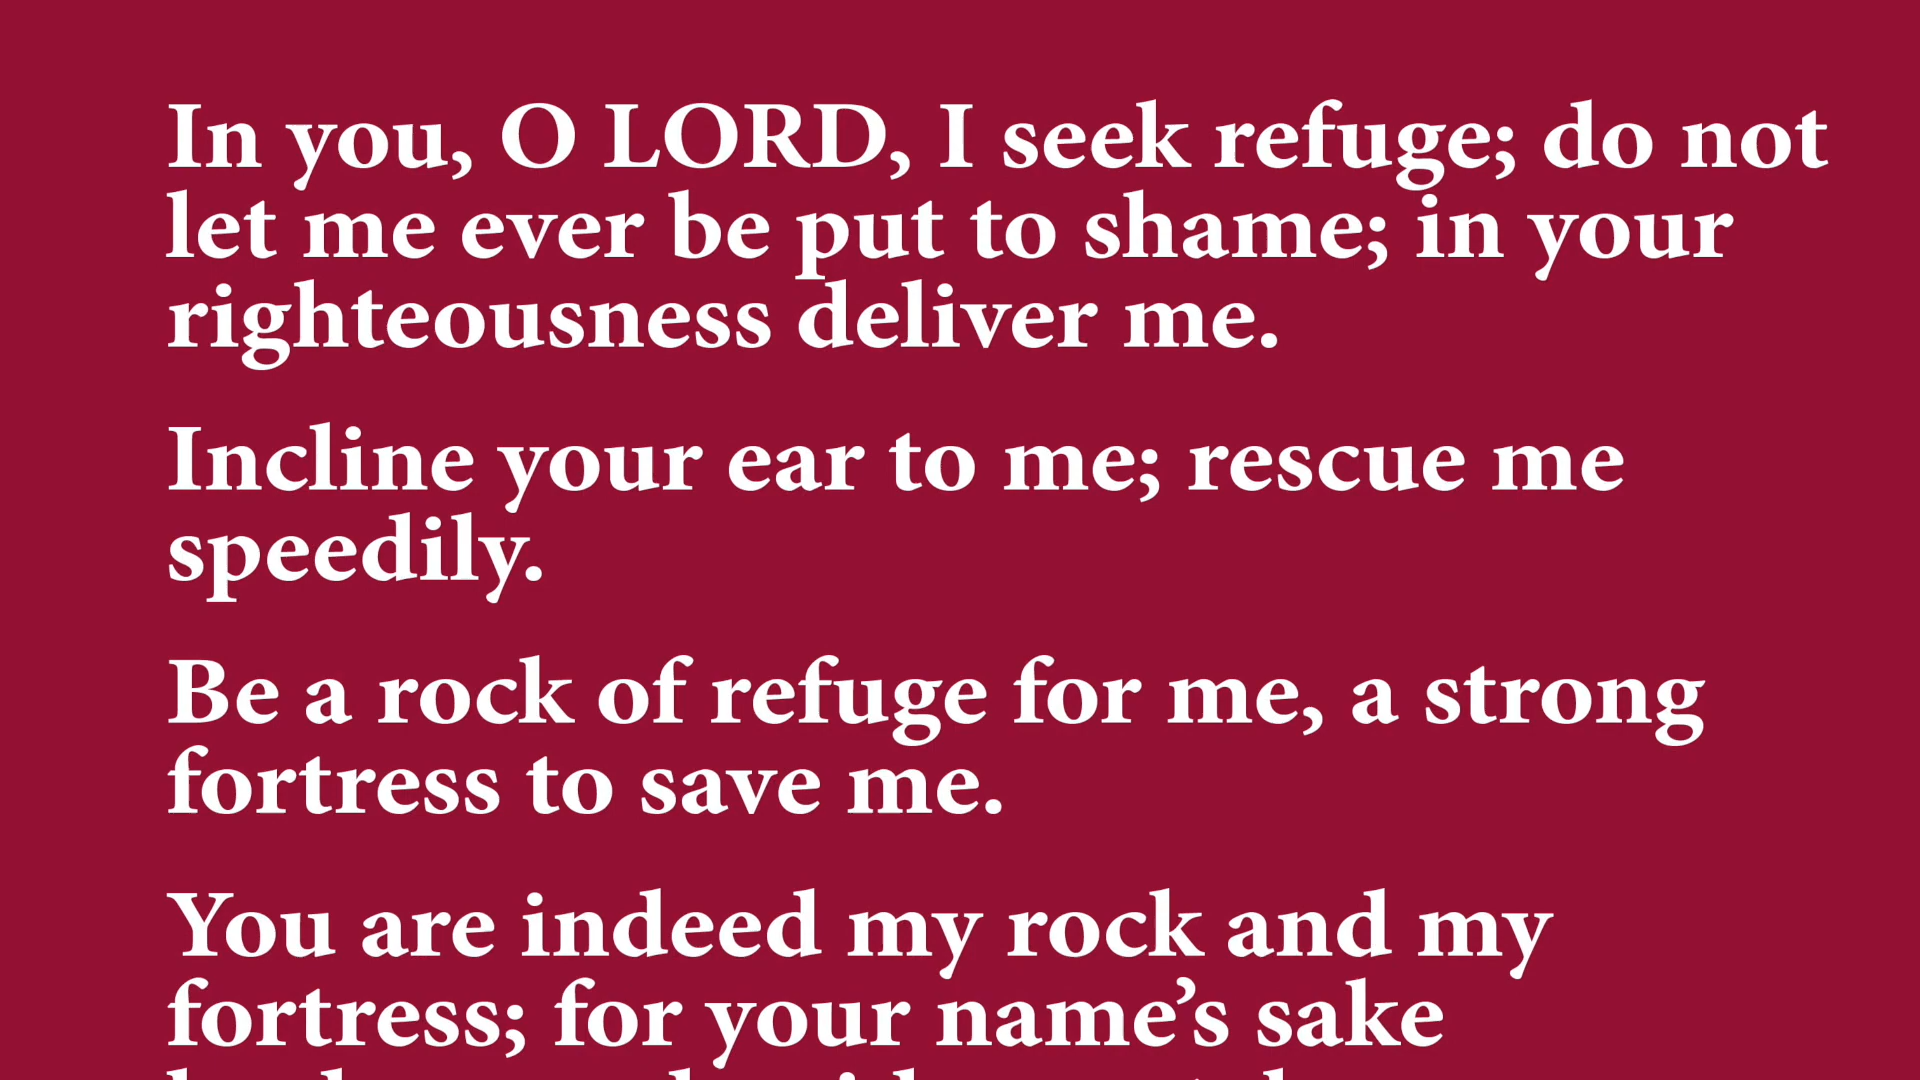 In you, O LORD, I seek refuge; do not
let me ever be put to shame; in your
righteousness deliver me.
Incline your ear to me; rescue me
speedily.
Be a rock of refuge for me, a strong
fortress to save me.
You are indeed my rock and my
fortress; for your name’s sake